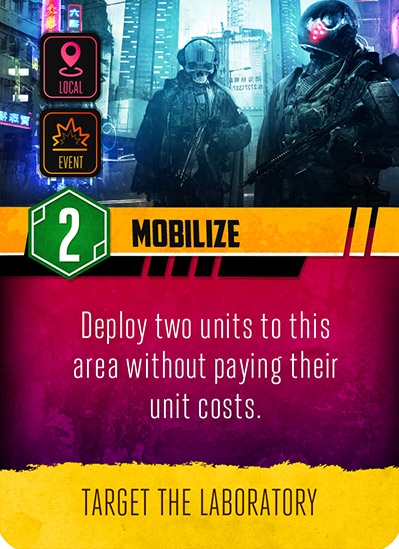 LOCAL
EVENT
2
MOBILIZE
Deploy two units to this
area without paying their
unit costs.
TARGET THE LABORATORY